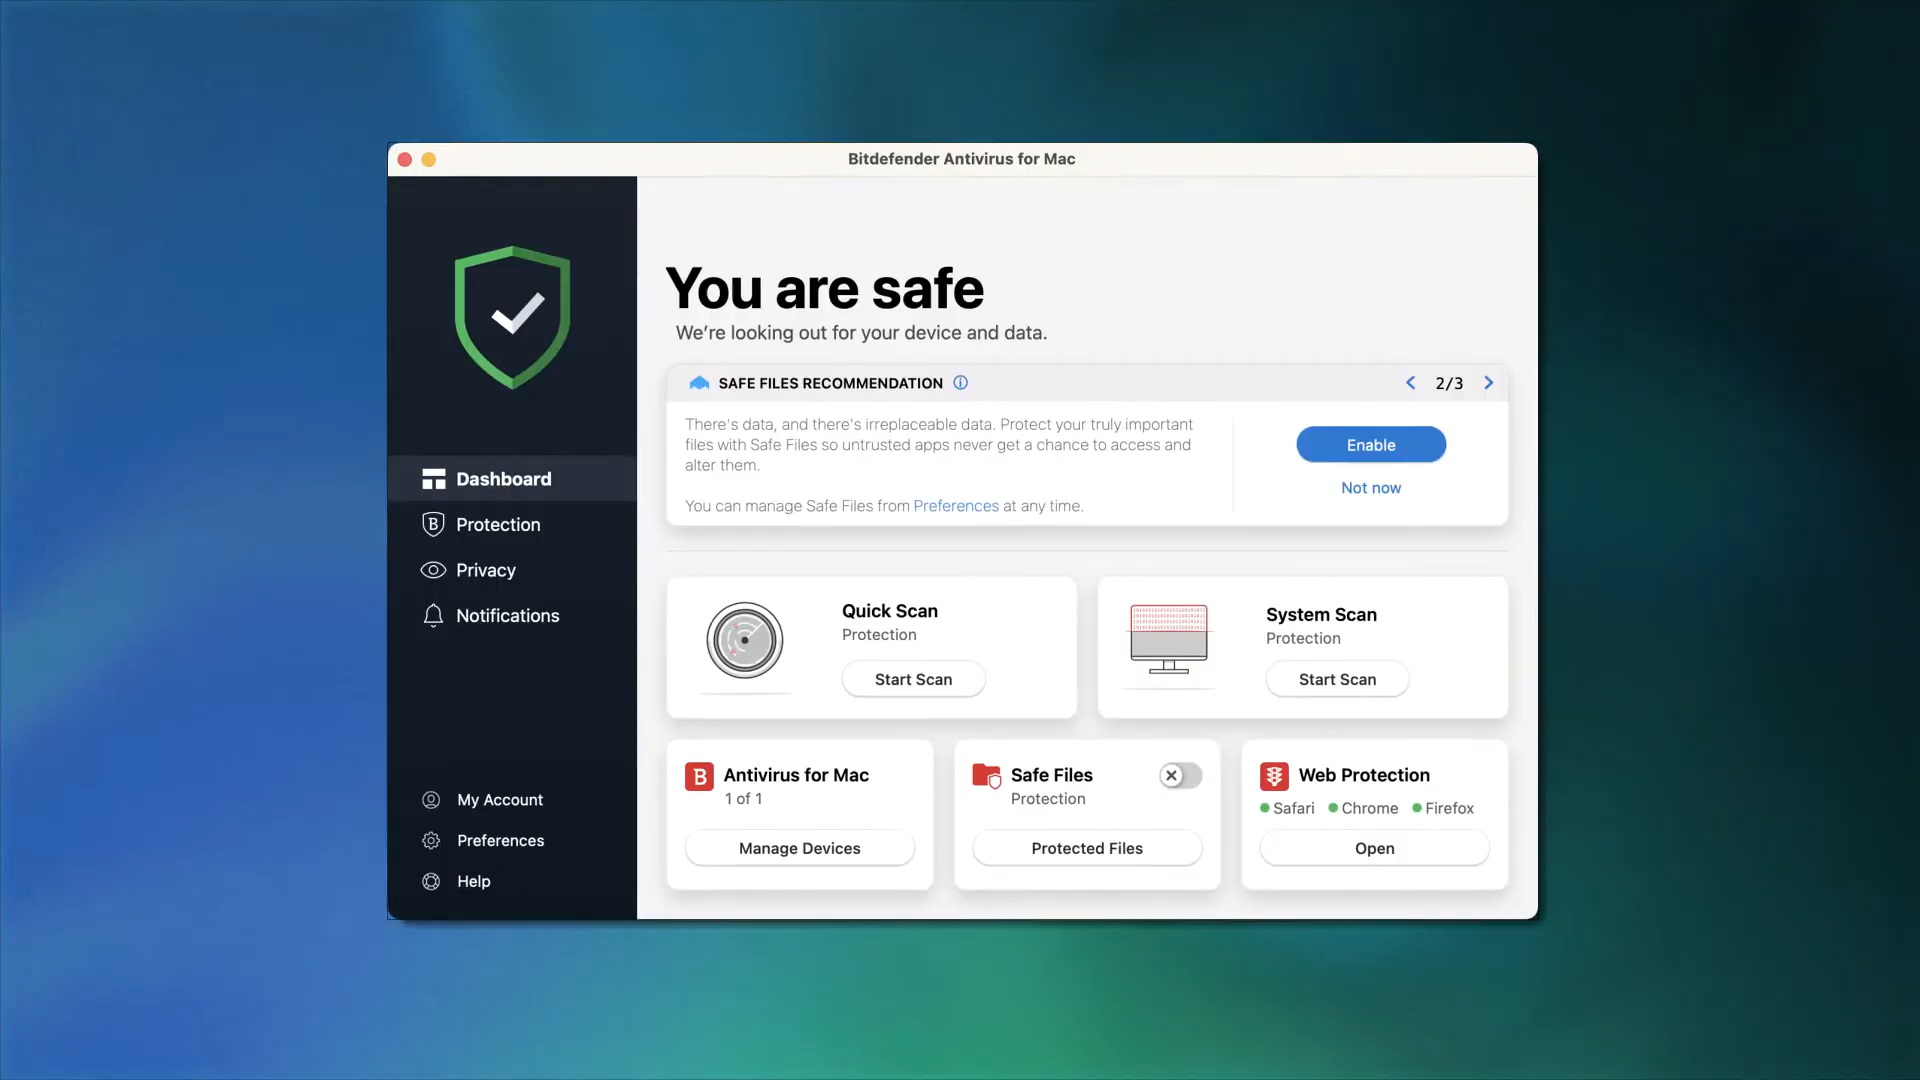 Bitdefender Antivirus for Mac
You are safe
We're looking out for your device and data.
SAFE FILES RECOMMENDATION
2/3
There's data, and there's irreplaceable data. Protect your truly important
files with Safe Files so untrusted apps never get a chance to access and
alter them.
You can manage Safe Files from Preferences at any time.
Enable
Not now
Dashboard
Protection
Privacy
Notifications
My Account
Preferences
Help
Quick Scan
Protection
Start Scan
System Scan
Protection
Start Scan
B Antivirus for Mac
1 of 1
Manage Devices
Safe Files
Protection
Protected Files
Web Protection
Safari Chrome Firefox
Open